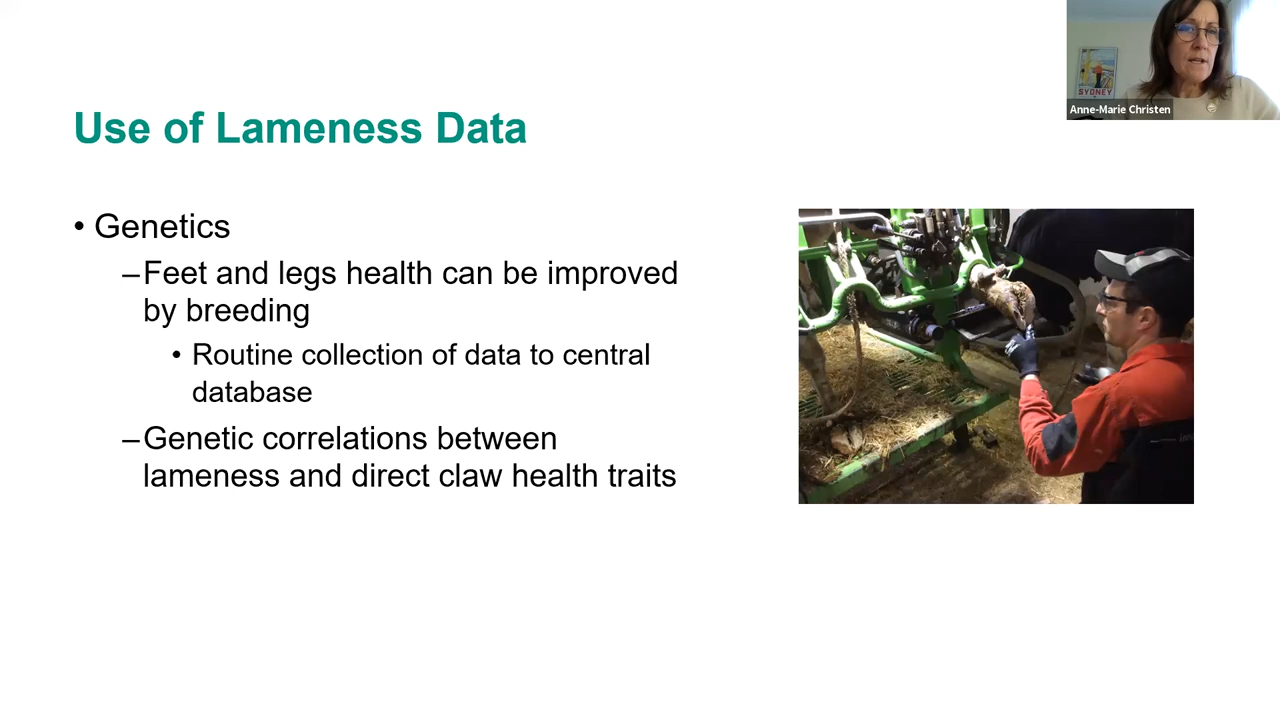 SYDNEY
Anne-Marie Christen
Use of Lameness Data
• Genetics
–Feet and legs health can be improved
by breeding
• Routine collection of data to central
database
–Genetic correlations between
lameness and direct claw health traits